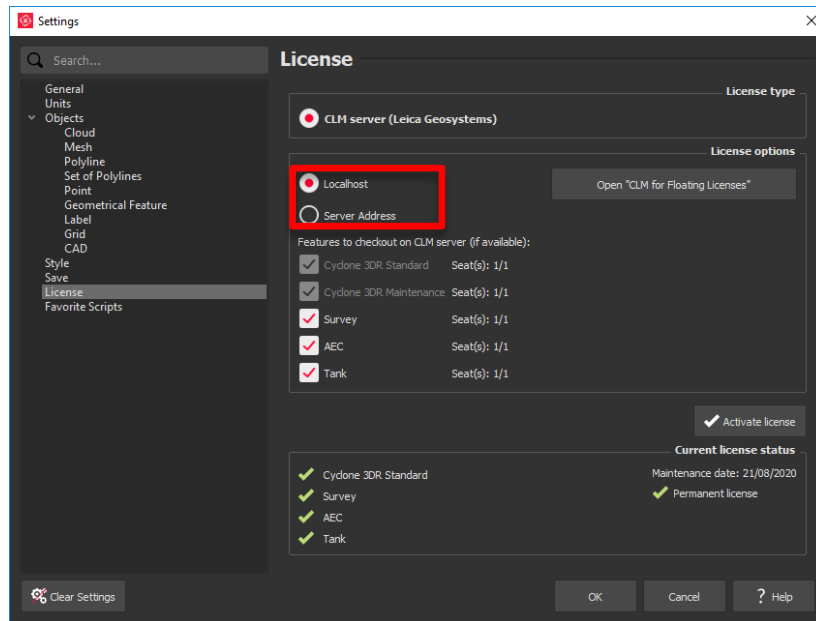 Settings
Search...
License
General
Units
Objects
Cloud
Mesh
Polyline
Set of Polylines
Point
Geometrical Feature
Label
Grid
CAD
Style
Save
License
Favorite Scripts
License type
CLM server (Leica Geosystems)
License options
Localhost
Open "CLM for Floating Licenses"
Server Address
Features to checkout on CLM server (if available):
Cyclone 3DR Standard Seat(s): 1/1
Cyclone 3DR Maintenance Seat(s): 1/1
Survey Seat(s): 1/1
AEC Seat(s): 1/1
Tank Seat(s): 1/1
Activate license
Current license status
Cyclone 3DR Standard
Maintenance date: 21/08/2020
Survey
Permanent license
AEC
Tank
Clear Settings
OK
Cancel
? Help